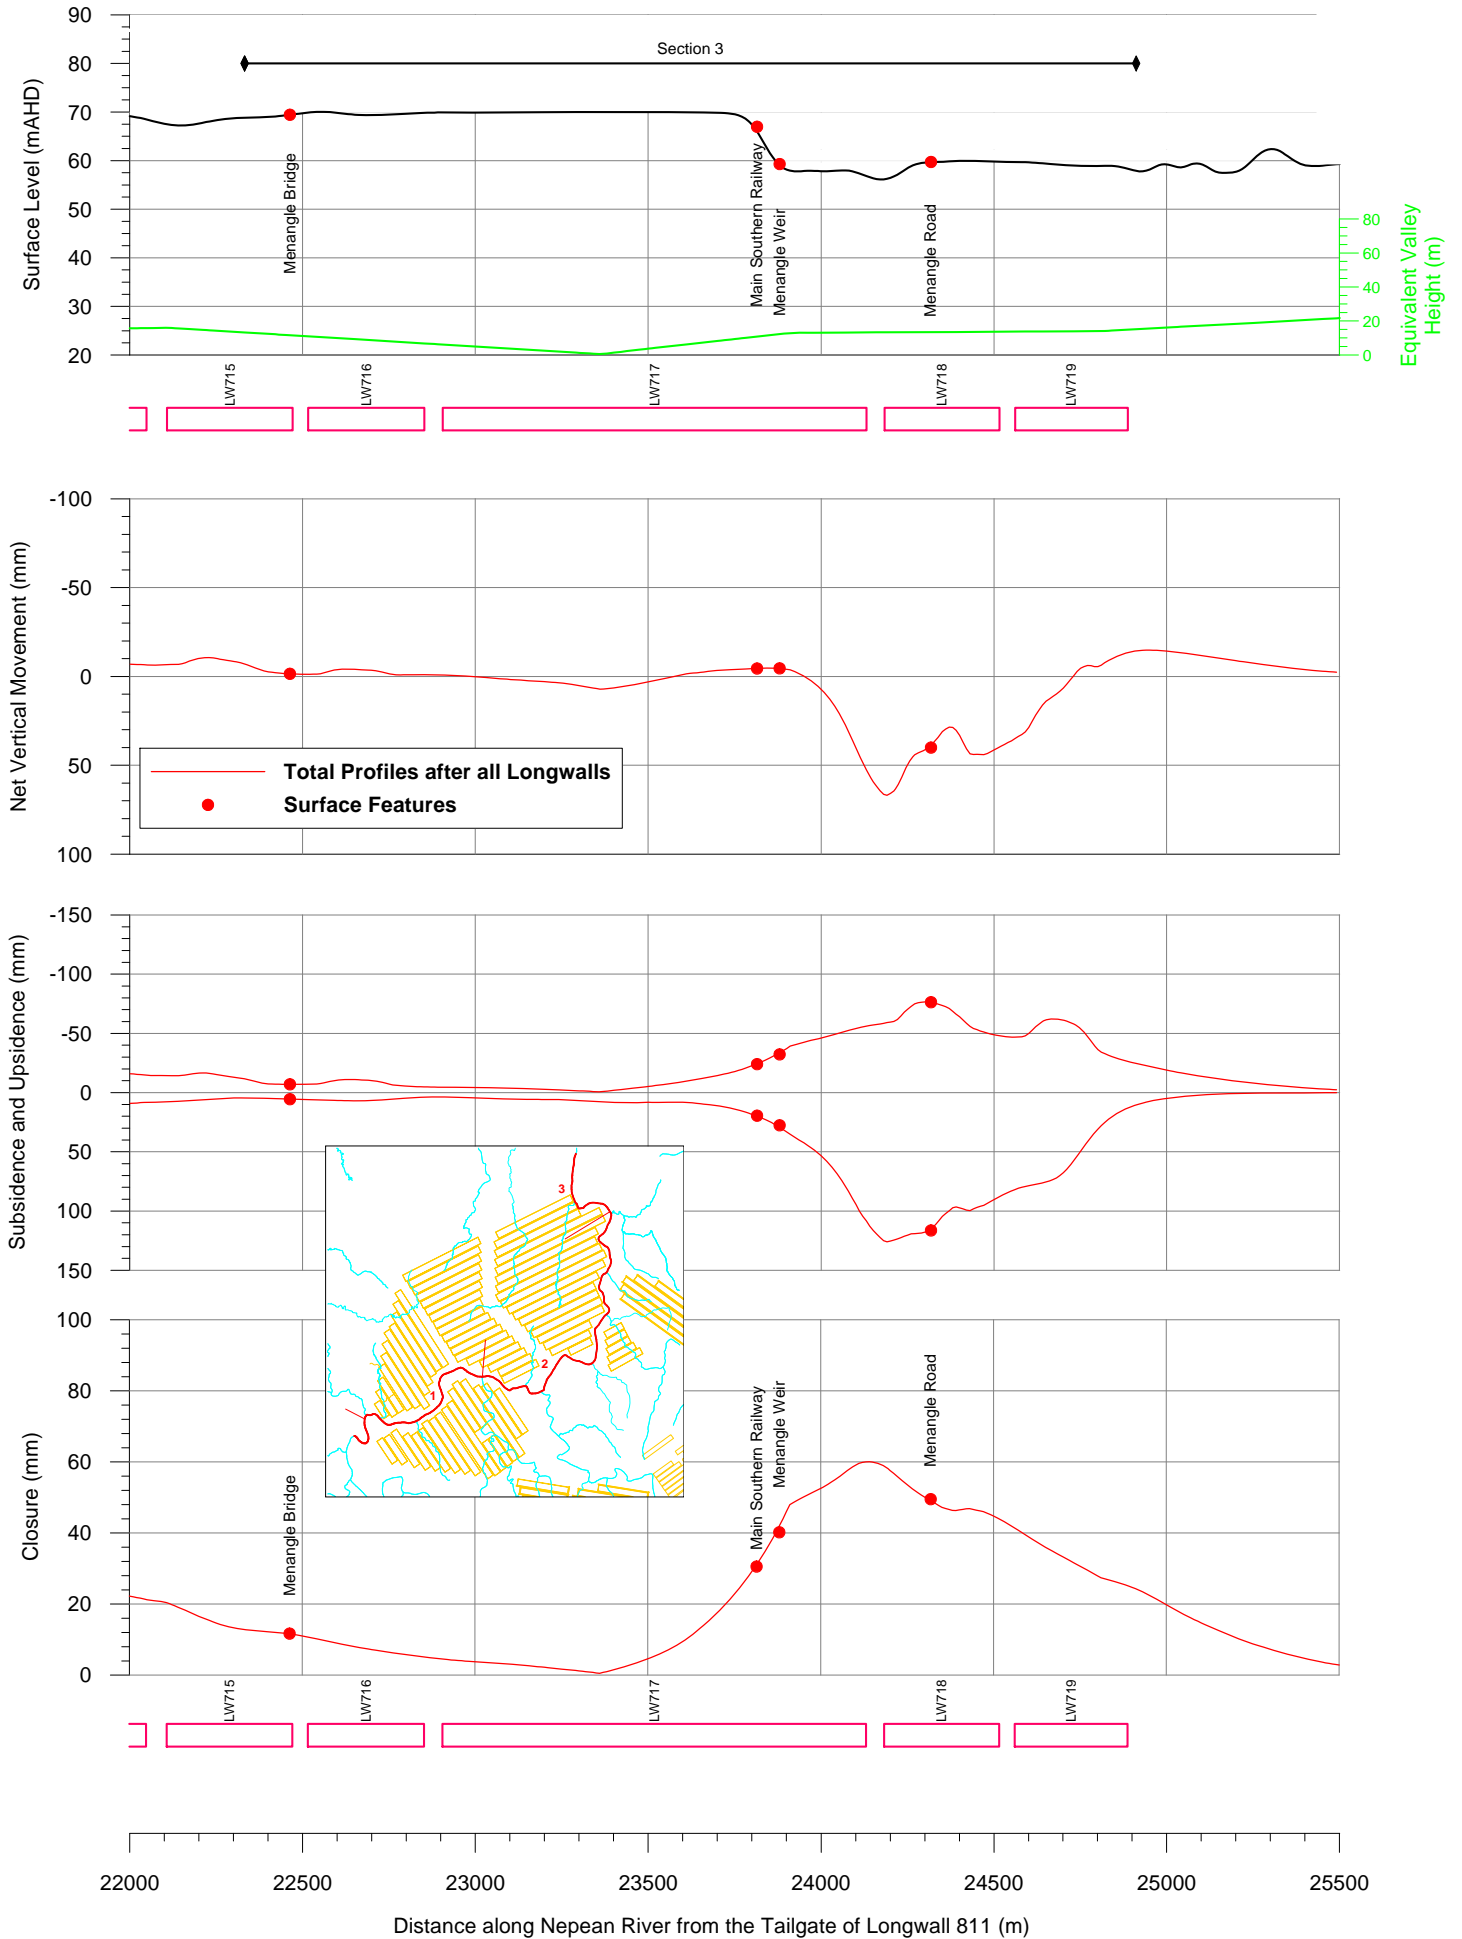 90
80
70
60
50
40
30
20
Surface Level (mAHD)
Section 3
Menangle Bridge
Main Southern Railway
Menangle Weir
Menangle Road
80
60
40
20
0
Equivalent Valley
Height (m)
LW715
LW716
LW717
LW718
LW719
-100
-50
0
50
100
Net Vertical Movement (mm)
Total Profiles after all Longwalls
Surface Features
-150
-100
-50
0
50
100
150
Subsidence and Upsidence (mm)
3
2
1
100
80
60
40
20
0
Closure (mm)
Menangle Bridge
Main Southern Railway
Menangle Weir
Menangle Road
LW715
LW716
LW717
LW718
LW719
22000
22500
23000
23500
24000
24500
25000
25500
Distance along Nepean River from the Tailgate of Longwall 811 (m)